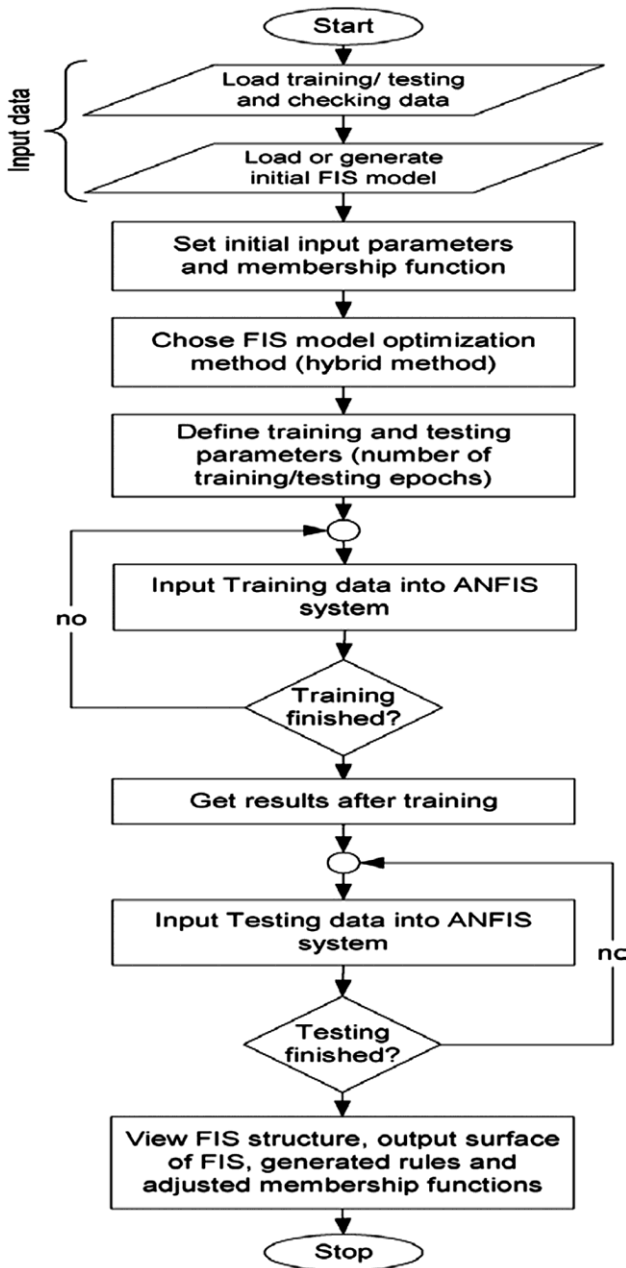 Start
Input data
Load training/ testing
and checking data
Load or generate
initial FIS model
Set initial input parameters
and membership function
Chose FIS model optimization
method (hybrid method)
Define training and testing
parameters (number of
training/testing epochs)
Input Training data into ANFIS
system
no
Training
finished?
Get results after training
Input Testing data into ANFIS
system
no
Testing
finished?
View FIS structure, output surface
of FIS, generated rules and
adjusted membership functions
Stop